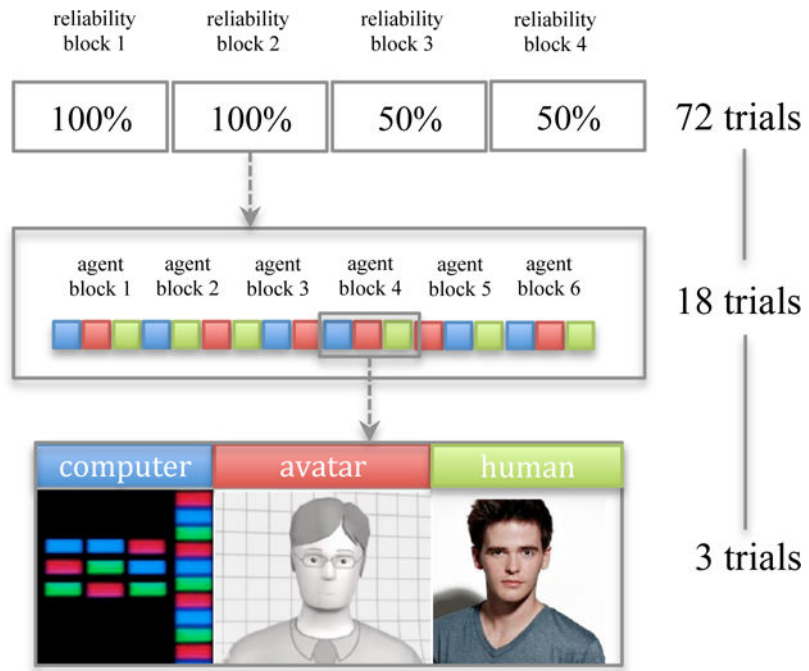 reliability reliability reliability reliability
block 1 block 2 block 3 block 4
100% 100% 50% 50% 72 trials
agent agent agent agent agent agent
block 1 block 2 block 3 block 4 block 5 block 6
18 trials
computer avatar human
3 trials